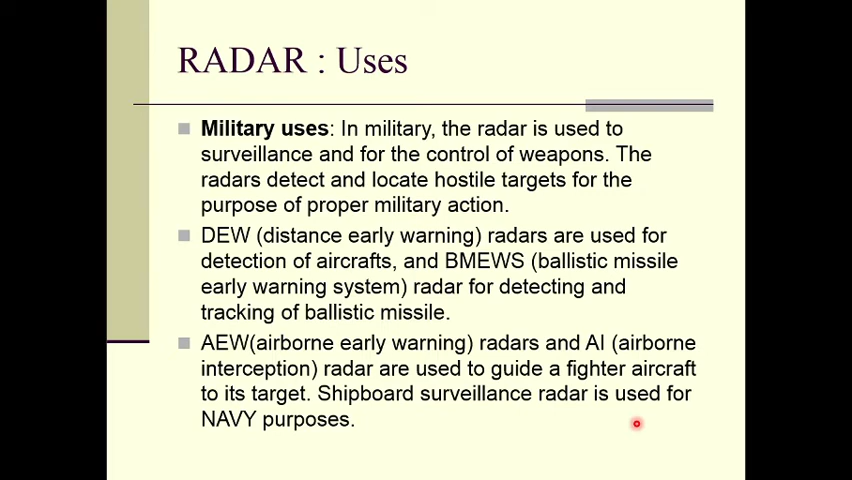 RADAR : Uses
Military uses: In military, the radar is used to
surveillance and for the control of weapons. The
radars detect and locate hostile targets for the
purpose of proper military action.
DEW (distance early warning) radars are used for
detection of aircrafts, and BMEWS (ballistic missile
early warning system) radar for detecting and
tracking of ballistic missile.
AEW(airborne early warning) radars and AI (airborne
interception) radar are used to guide a fighter aircraft
to its target. Shipboard surveillance radar is used for
NAVY purposes.